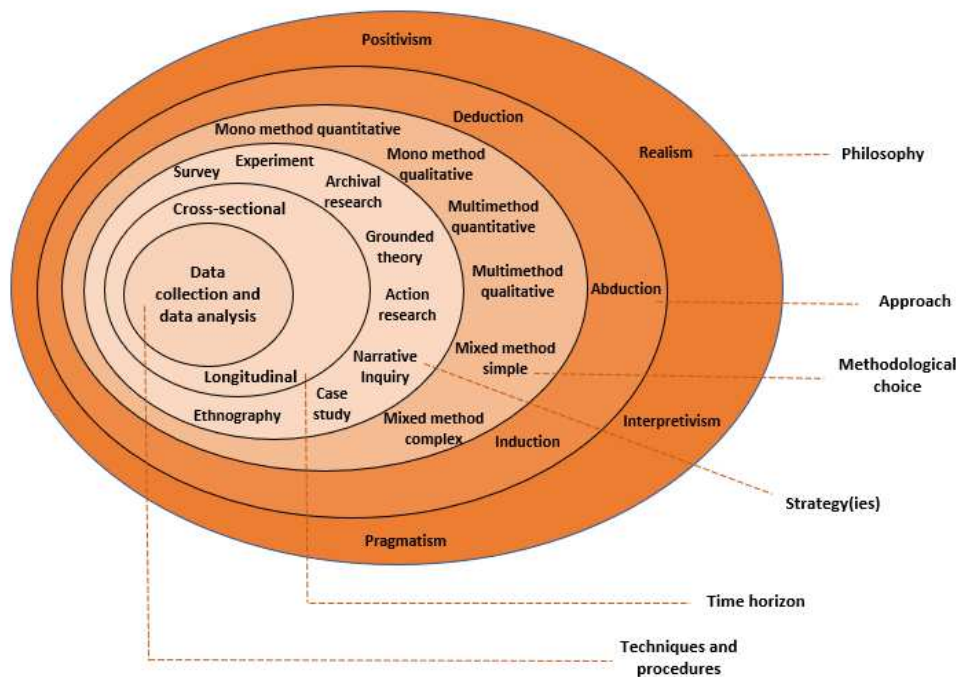 Positivism
Deduction
Mono method quantitative
Realism
Philosophy
Mono method
qualitative
Experiment
Survey
Archival
research
Cross-sectional
Multimethod
quantitative
Grounded
theory
Data
collection and
data analysis
Multimethod
qualitative
Abduction
Approach
Action
research
Mixed method
simple
Methodological
choice
Narrative
Inquiry
Longitudinal
Case
study
Ethnography
Mixed method
complex
Induction
Interpretivism
Strategy(ies)
Pragmatism
Time horizon
Techniques and
procedures